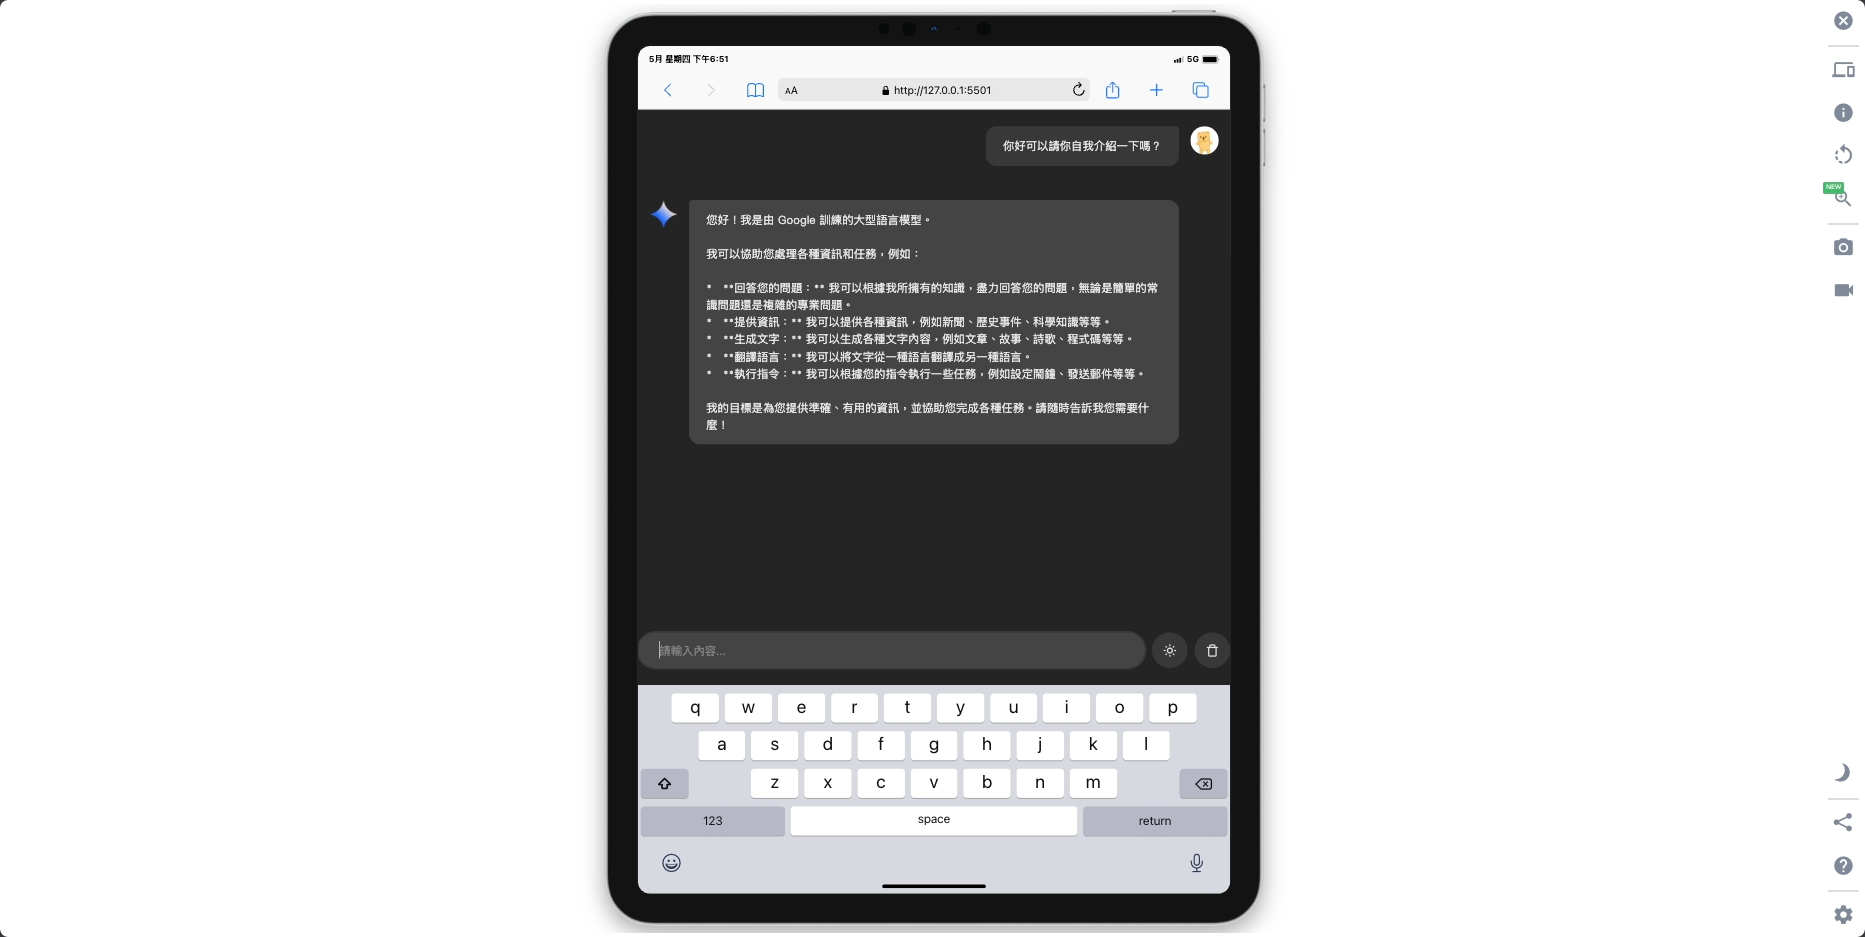 5月 星期四 下午6:51
5G
AA
http://127.0.0.1:5501
NEW
你好可以請你自我介紹一下嗎？
您好！我是由 Google 訓練的大型語言模型。
我可以協助您處理各種資訊和任務，例如：
* **回答您的問題：** 我可以根據我所擁有的知識，盡力回答您的問題，無論是簡單的常
識問題還是複雜的專業問題。
* **提供資訊：** 我可以提供各種資訊，例如新聞、歷史事件、科學知識等等。
* **生成文字：** 我可以生成各種文字內容，例如文章、故事、詩歌、程式碼等等。
* **翻譯語言：** 我可以將文字從一種語言翻譯成另一種語言。
* **執行指令：** 我可以根據您的指令執行一些任務，例如設定鬧鐘、發送郵件等等。
我的目標是為您提供準確、有用的資訊，並協助您完成各種任務。請隨時告訴我您需要什
麼！
請輸入內容...
q w e r t y u i o p
a s d f g h j k l
z x c v b n m
123 space return